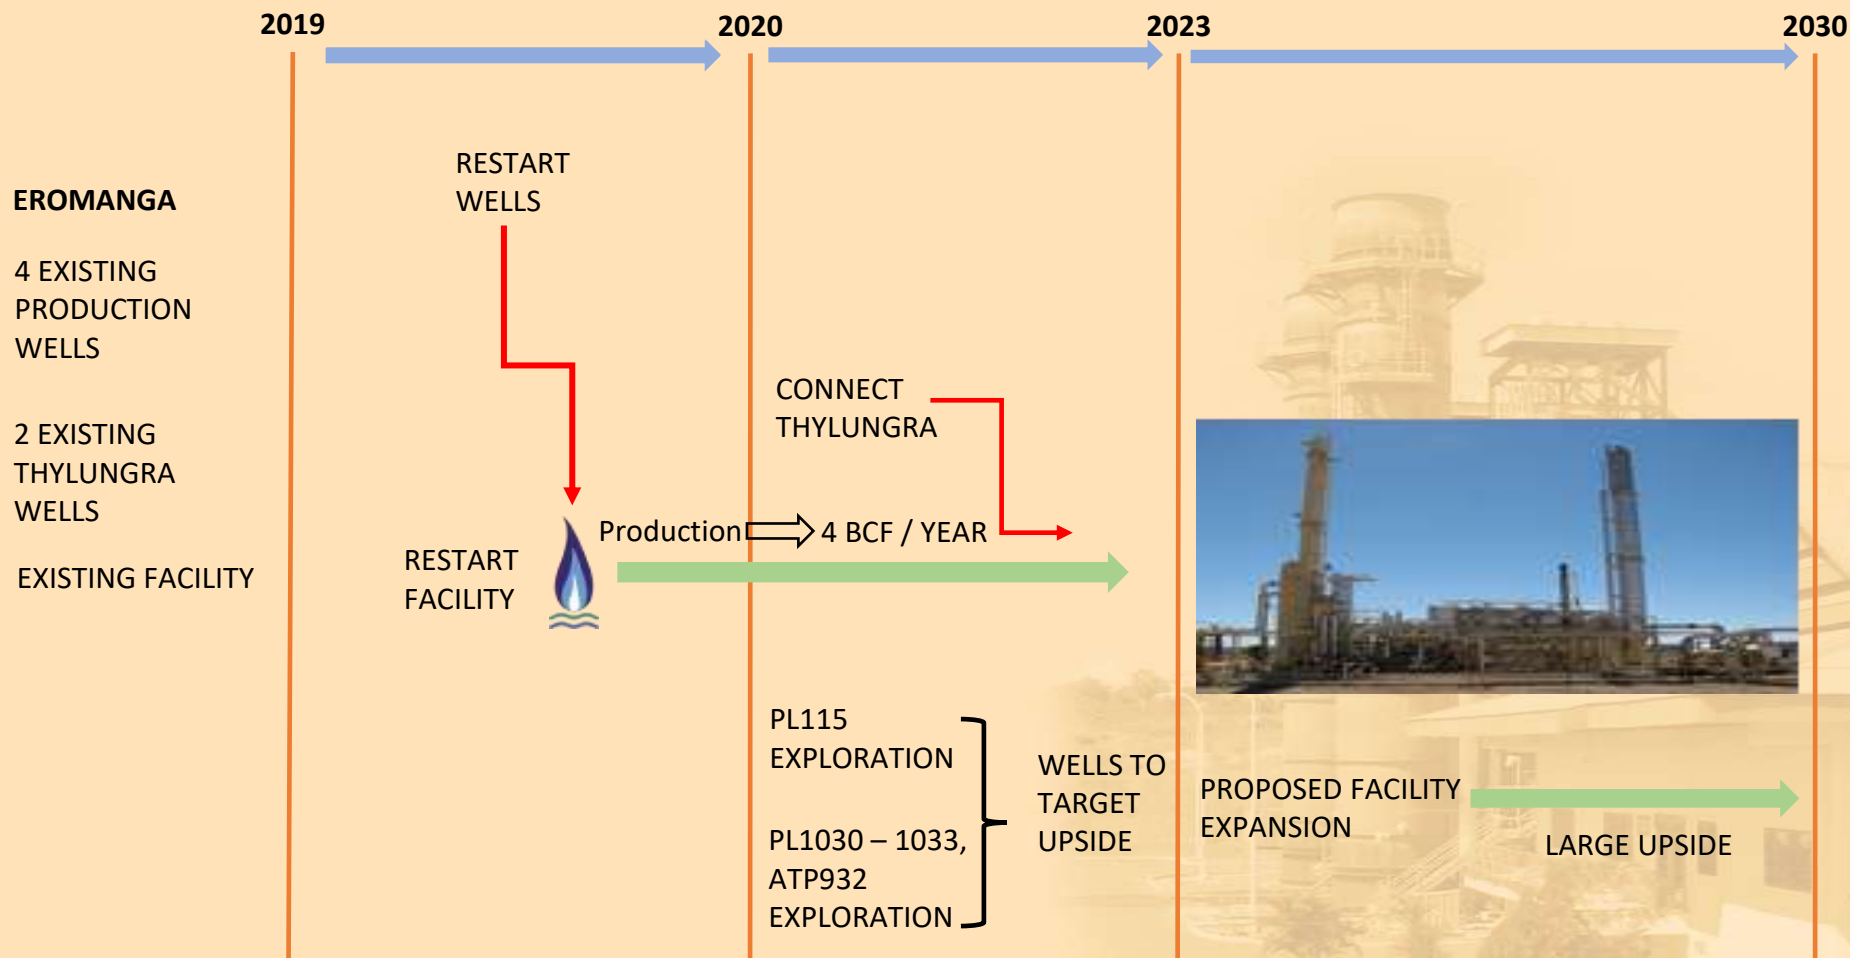 2019
2020
2023
2030
EROMANGA
4 EXISTING
PRODUCTION
WELLS
2 EXISTING
THYLUNGRA
WELLS
EXISTING FACILITY
RESTART
WELLS
RESTART
FACILITY
Production
4 BCF / YEAR
CONNECT
THYLUNGRA
PL115
EXPLORATION
PL1030 – 1033,
ATP932
EXPLORATION
WELLS TO
TARGET
UPSIDE
PROPOSED FACILITY
EXPANSION
LARGE UPSIDE